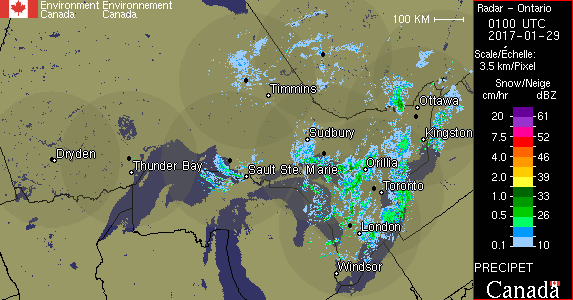 Environment Environnement
Canada Canada
100 KM
Timmins
Ottawa
Sudbury
Kingston
Dryden
Thunder Bay
Sault Ste. Marie
Orillia
Toronto
London
Windsor
Radar - Ontario
0100 UTC
2017-01-29
Scale/Échelle:
3.5 km/Pixel
Snow/Neige
cm/hr dBZ
20 61
7.5 52
4.0 46
2.0 39
1.0 33
0.5 26
0.1 10
PRECIPET
Canada